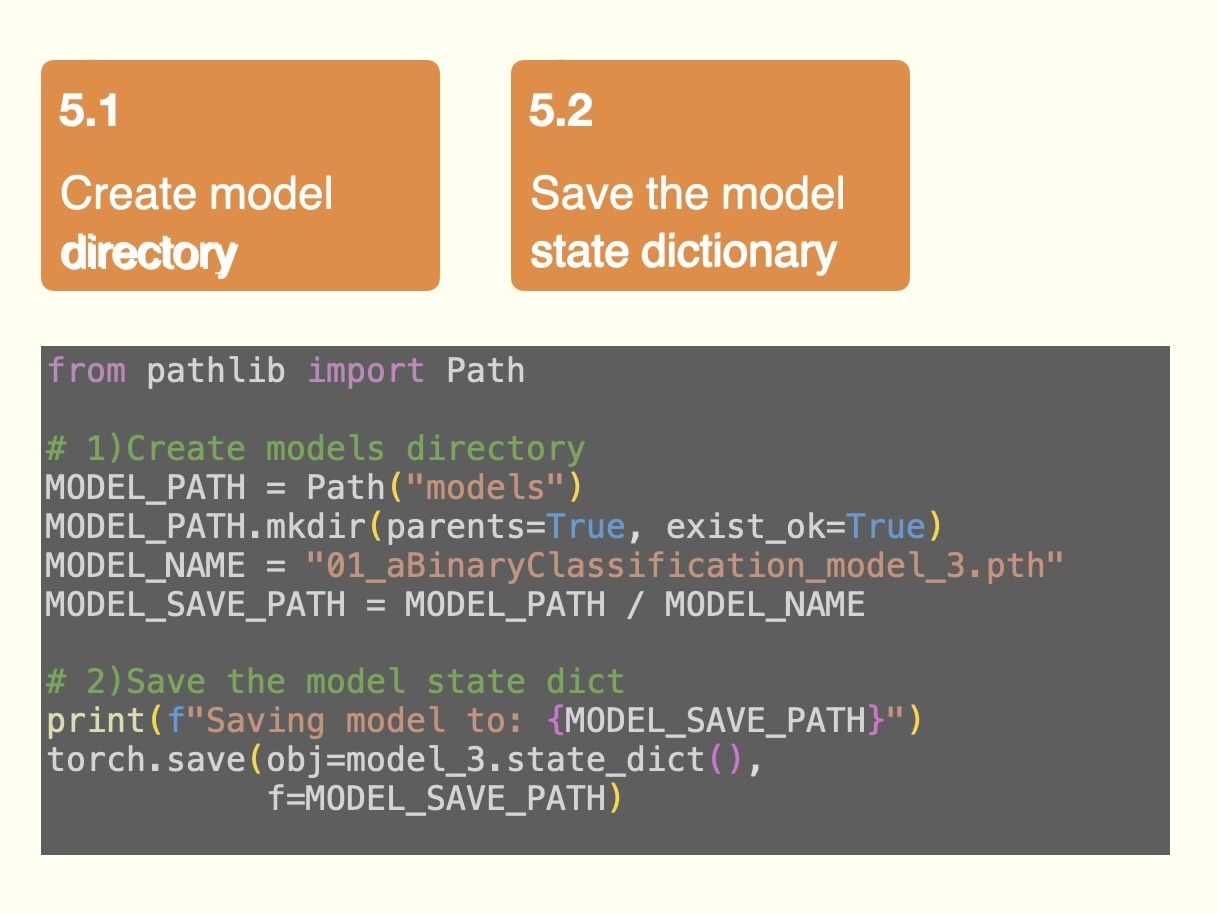 5.1
Create model
directory
5.2
Save the model
state dictionary
from pathlib import Path
# 1)Create models directory
MODEL_PATH = Path("models")
MODEL_PATH.mkdir(parents=True, exist_ok=True)
MODEL_NAME = "01_aBinaryClassification_model_3.pth"
MODEL_SAVE_PATH = MODEL_PATH / MODEL_NAME
# 2)Save the model state dict
print(f"Saving model to: {MODEL_SAVE_PATH}")
torch.save(obj=model_3.state_dict(),
f=MODEL_SAVE_PATH)